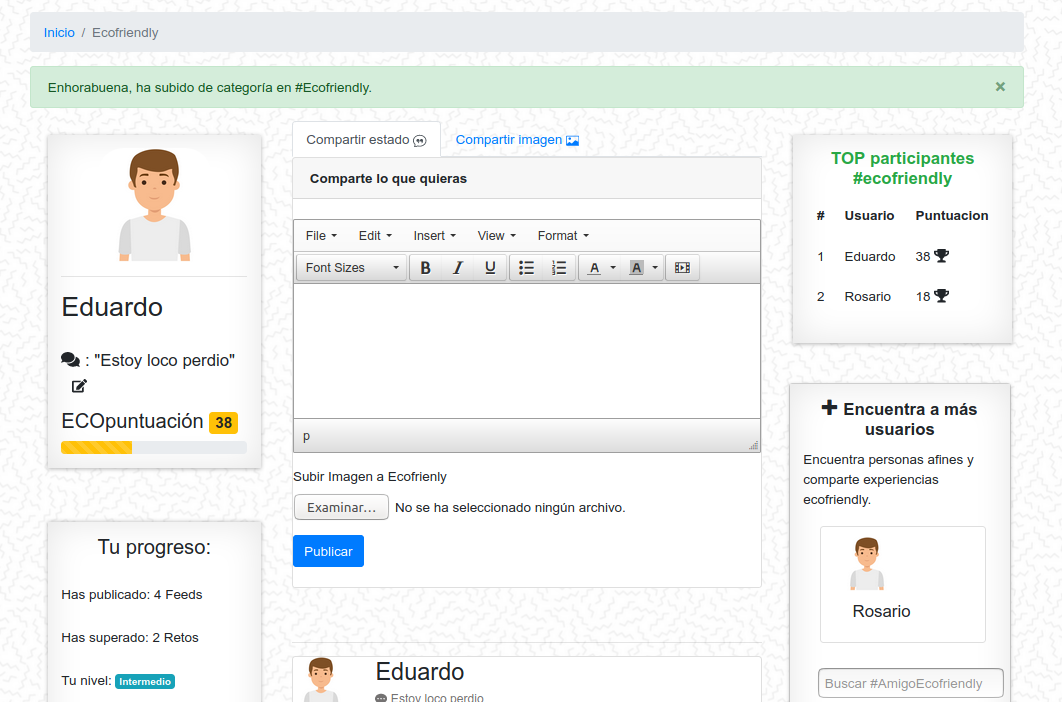 Inicio / Ecofriendly
Enhorabuena, ha subido de categoría en #Ecofriendly.
×
Eduardo
: "Estoy loco perdio"
ECOpuntuación 38
Tu progreso:
Has publicado: 4 Feeds
Has superado: 2 Retos
Tu nivel: Intermedio
Compartir estado
Compartir imagen
Comparte lo que quieras
File Edit Insert View Format
Font Sizes B I U A A
p
Subir Imagen a Ecofrienly
Examinar... No se ha seleccionado ningún archivo.
Publicar
Eduardo
Estoy loco perdio
TOP participantes
#ecofriendly
# Usuario Puntuacion
1 Eduardo 38
2 Rosario 18
Encuentra a más
usuarios
Encuentra personas afines y
comparte experiencias
ecofriendly.
Rosario
Buscar #AmigoEcofriendly